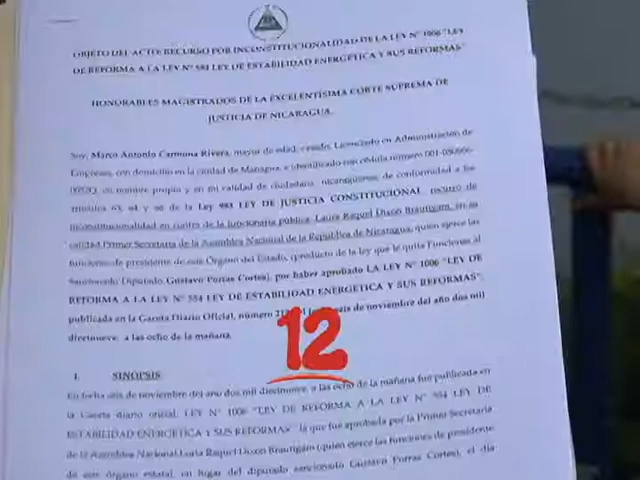 OBJETO DEL ACTO: RECURSO POR INCONSTITUCIONALIDAD DE LA LEY N° 1006 "LEY
DE REFORMA A LA LEY N° 554 LEY DE ESTABILIDAD ENERGETICA Y SUS REFORMAS"
HONORABLES MAGISTRADOS DE LA EXCELENTISIMA CORTE SUPREMA DE
JUSTICIA DE NICARAGUA.
Soy, Marco Antonio Carmona Rivera, mayor de edad, casado, Licenciado en Administración de
Empresas, con domicilio en la ciudad de Managua, e identificado con cédula número
en nombre propio y en mi calidad de ciudadano nicaragüense, de conformidad a los
artículos 63, 64 y 66 de la Ley 983 LEY DE JUSTICIA CONSTITUCIONAL, recurso de
inconstitucionalidad en contra de la funcionaria pública, Lauria Raquel Dixon Brautigam, en su
calidad Primer Secretaria de la Asamblea Nacional de la República de Nicaragua, quien ejerce las
funciones de presidente de este Órgano del Estado, (producto de la ley que le quita Funciones al
Sancionado Diputado Gustavo Porras Cortes), por haber aprobado LA LEY N° 1006 "LEY DE
REFORMA A LA LEY N° 554 LEY DE ESTABILIDAD ENERGETICA Y SUS REFORMAS",
publicada en la Gaceta Diario Oficial, número seis de noviembre del año dos mil
diecinueve a las ocho de la mañana.
12
I. SINOPSIS
En fecha seis de noviembre del año dos mil diecinueve, a las ocho de la mañana fue publicada en
la Gaceta diario oficial, LEY N° 1006 "LEY DE REFORMA A LA LEY N° 554 LEY DE
ESTABILIDAD ENERGETICA Y SUS REFORMAS" la que fue aprobada por la Primer Secretaria
de la Asamblea Nacional Loria Raquel Dixon Brautigam (quien ejerce las funciones de presidente
de este órgano estatal, en lugar del diputado sancionado Gustavo Porras Cortes), el día